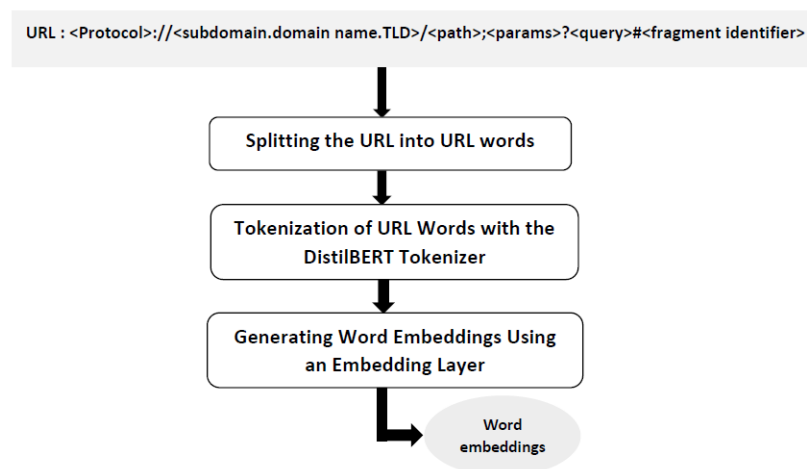 URL : <Protocol>://<subdomain.domain name.TLD>/<path>;<params>?<query>#<fragment identifier>
Splitting the URL into URL words
Tokenization of URL Words with the
DistilBERT Tokenizer
Generating Word Embeddings Using
an Embedding Layer
Word
embeddings